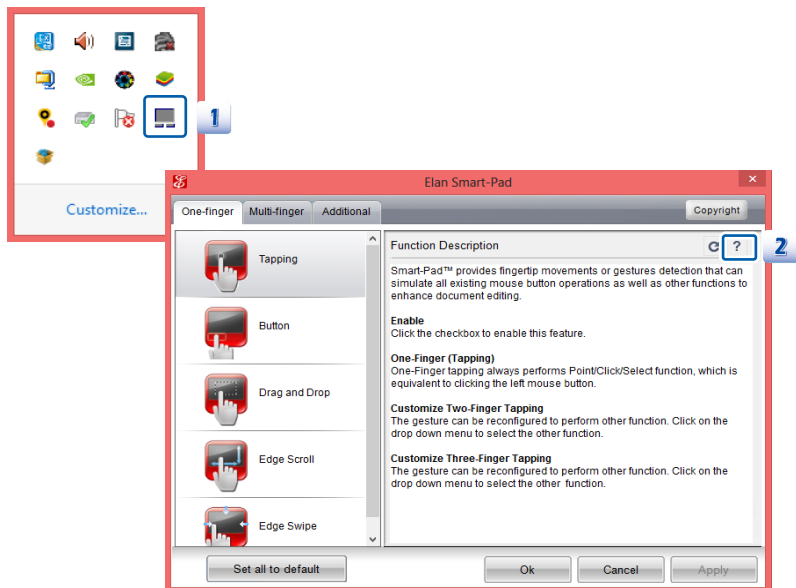 1
Customize...
Elan Smart-Pad
One-finger
Multi-finger
Additional
Copyright
Tapping
Button
Drag and Drop
Edge Scroll
Edge Swipe
Function Description
?
2
Smart-Pad™ provides fingertip movements or gestures detection that can
simulate all existing mouse button operations as well as other functions to
enhance document editing.
Enable
Click the checkbox to enable this feature.
One-Finger (Tapping)
One-Finger tapping always performs Point/Click/Select function, which is
equivalent to clicking the left mouse button.
Customize Two-Finger Tapping
The gesture can be reconfigured to perform other function. Click on the
drop down menu to select the other function.
Customize Three-Finger Tapping
The gesture can be reconfigured to perform other function. Click on the
drop down menu to select the other function.
Set all to default
Ok
Cancel
Apply